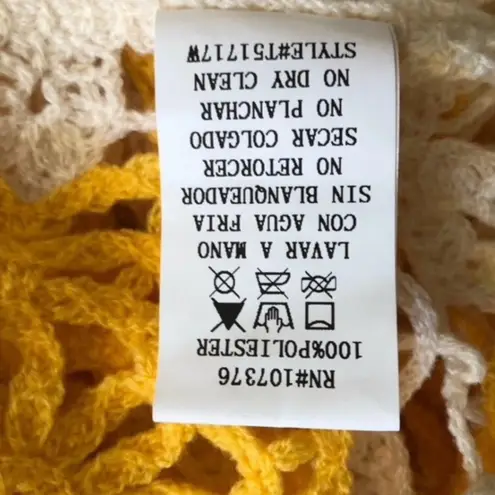 RN#107376
100%POLIESTER
LAVAR A MANO
CON AGUA FRIA
SIN BLANQUEADOR
NO RETORCER
SECAR COLGADO
NO PLANCHAR
NO DRY CLEAN
STYLE#T51717W